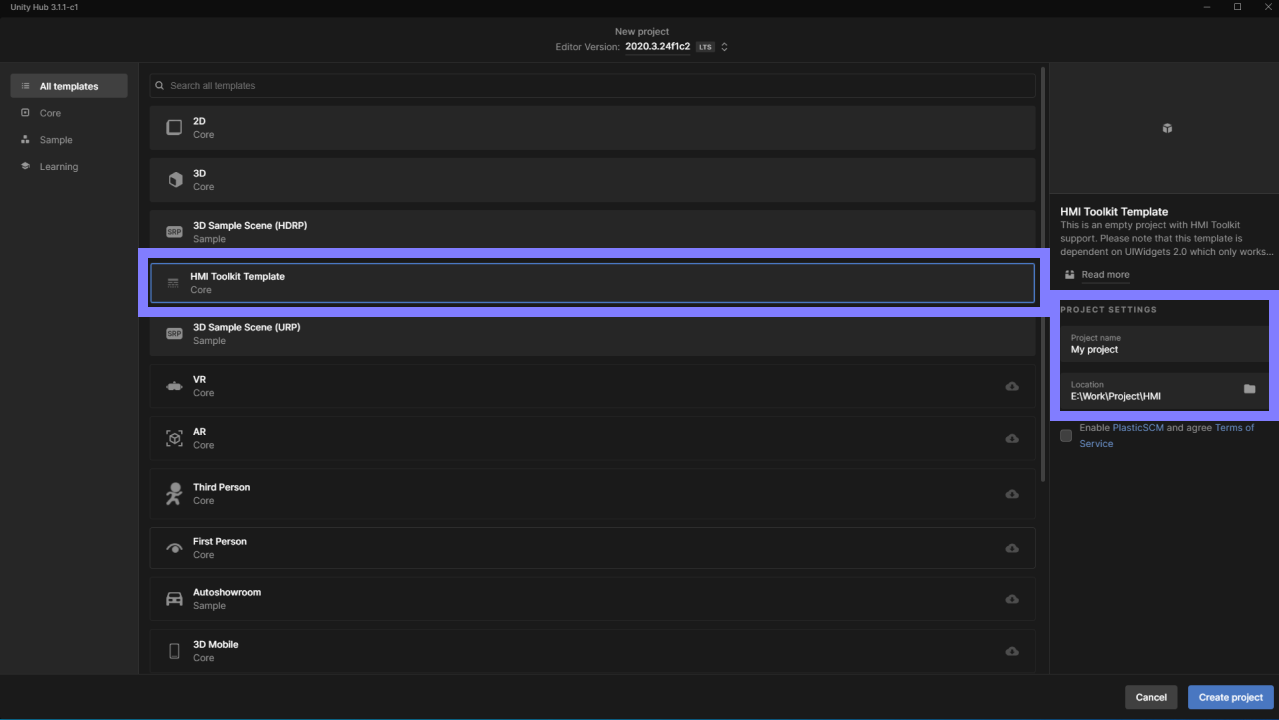 Unity Hub 3.1.1-c1
New project
Editor Version: 2020.3.24f1c2 LTS
All templates
Core
Sample
Learning
Search all templates
2D
Core
3D
Core
SRP
3D Sample Scene (HDRP)
Sample
HMI Toolkit Template
Core
SRP
3D Sample Scene (URP)
Sample
VR
Core
AR
Core
Third Person
Core
First Person
Core
Autoshowroom
Sample
3D Mobile
Core
HMI Toolkit Template
This is an empty project with HMI Toolkit
support. Please note that this template is
dependent on UIWidgets 2.0 which only works...
Read more
PROJECT SETTINGS
Project name
My project
Location
E:\Work\Project\HMI
Enable PlasticSCM and agree Terms of
Service
Cancel
Create project